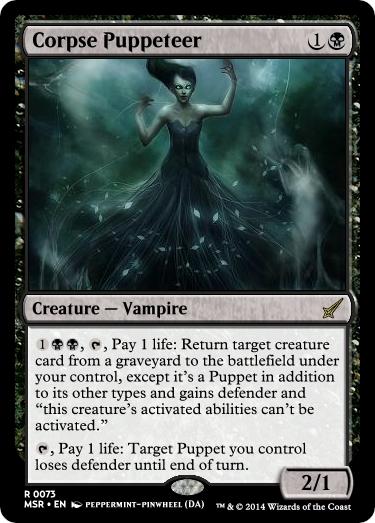 Corpse Puppeteer 1
Creature — Vampire
1, , Pay 1 life: Return target creature
card from a graveyard to the battlefield under
your control, except it's a Puppet in addition
to its other types and gains defender and
“this creature's activated abilities can't be
activated.”
, Pay 1 life: Target Puppet you control
loses defender until end of turn.
2/1
R 0073
MSR • EN PEPPERMINT-PINWHEEL (DA)
™ & © 2014 Wizards of the Coast